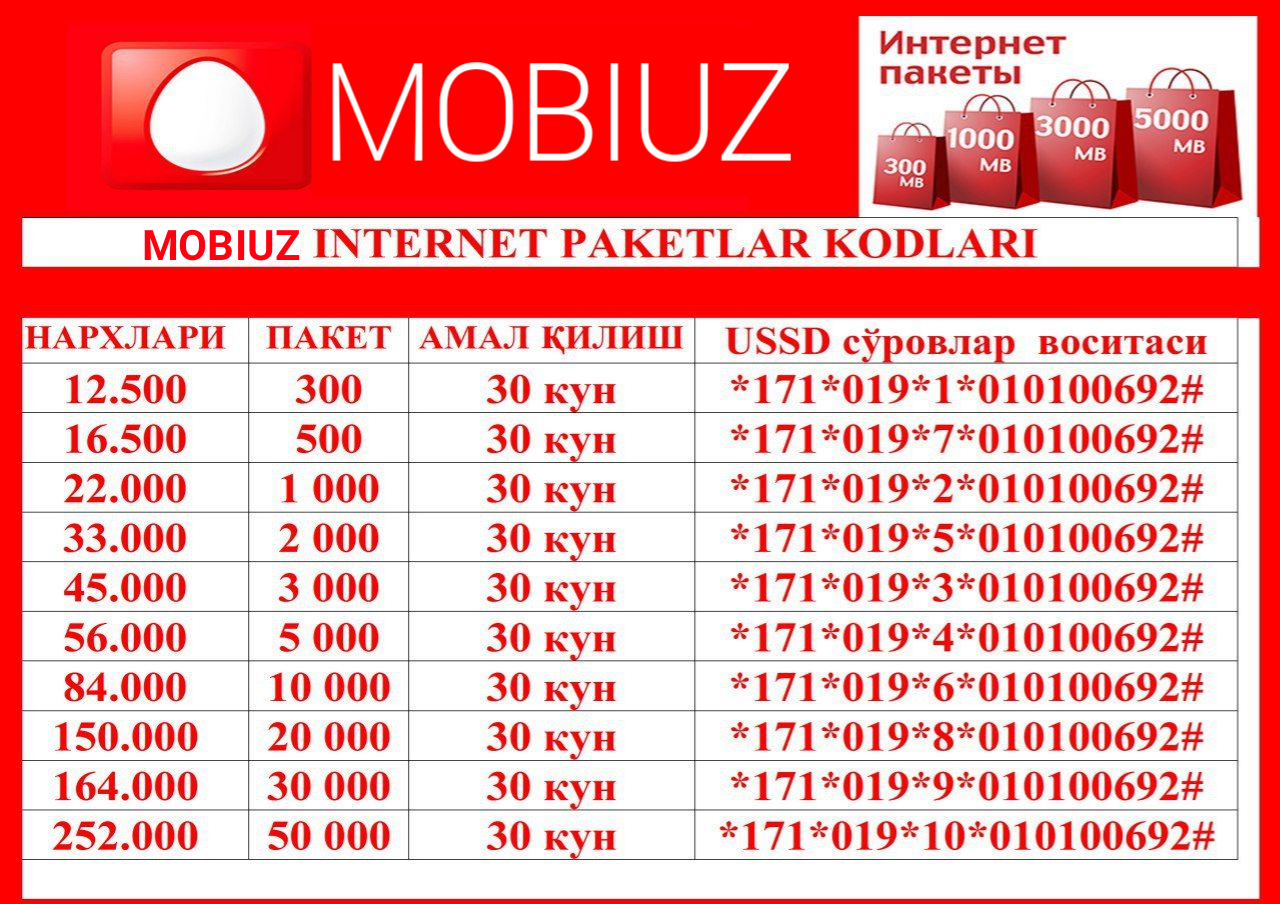 MOBIUZ
Интернет
пакеты
300
МВ
1000
МВ
3000
МВ
5000
МВ
MOBIUZ INTERNET PAKETLAR KODLARI
НАРХЛАРИ ПАКЕТ АМАЛ ҚИЛИШ USSD сўровлар воситаси
12.500 300 30 кун *171*019*1*010100692#
16.500 500 30 кун *171*019*7*010100692#
22.000 1 000 30 кун *171*019*2*010100692#
33.000 2 000 30 кун *171*019*5*010100692#
45.000 3 000 30 кун *171*019*3*010100692#
56.000 5 000 30 кун *171*019*4*010100692#
84.000 10 000 30 кун *171*019*6*010100692#
150.000 20 000 30 кун *171*019*8*010100692#
164.000 30 000 30 кун *171*019*9*010100692#
252.000 50 000 30 кун *171*019*10*010100692#